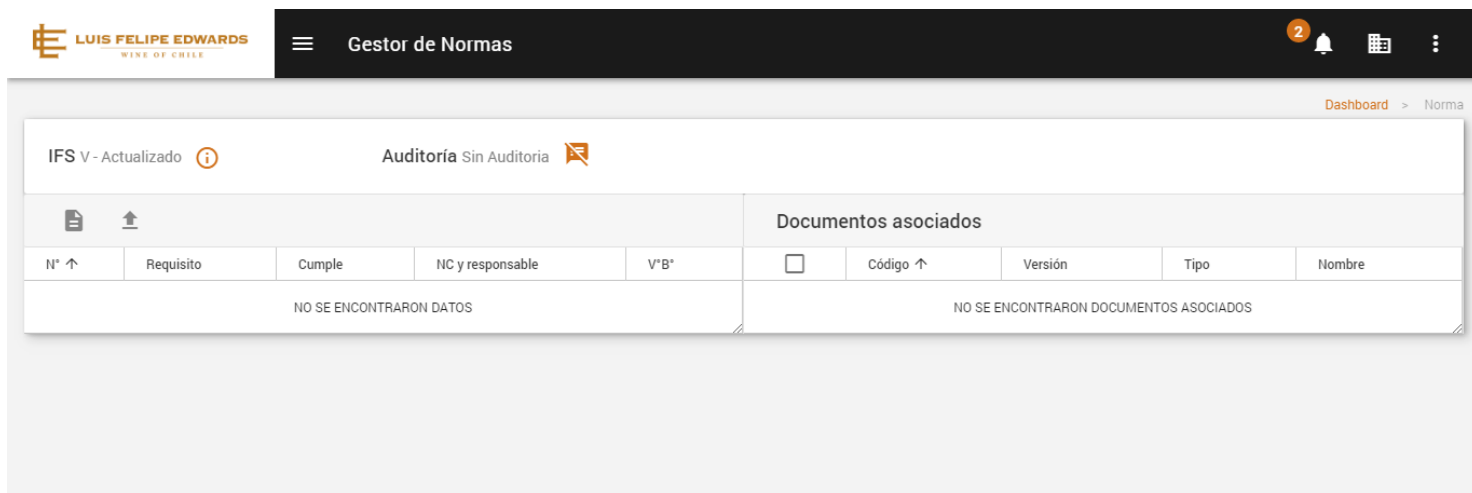 LUIS FELIPE EDWARDS
WINE OF CHILE
Gestor de Normas
2
Dashboard > Norma
IFS V - Actualizado
Auditoría Sin Auditoria
Documentos asociados
N° Requisito Cumple NC y responsable V°B°
Código Versión Tipo Nombre
NO SE ENCONTRARON DATOS
NO SE ENCONTRARON DOCUMENTOS ASOCIADOS